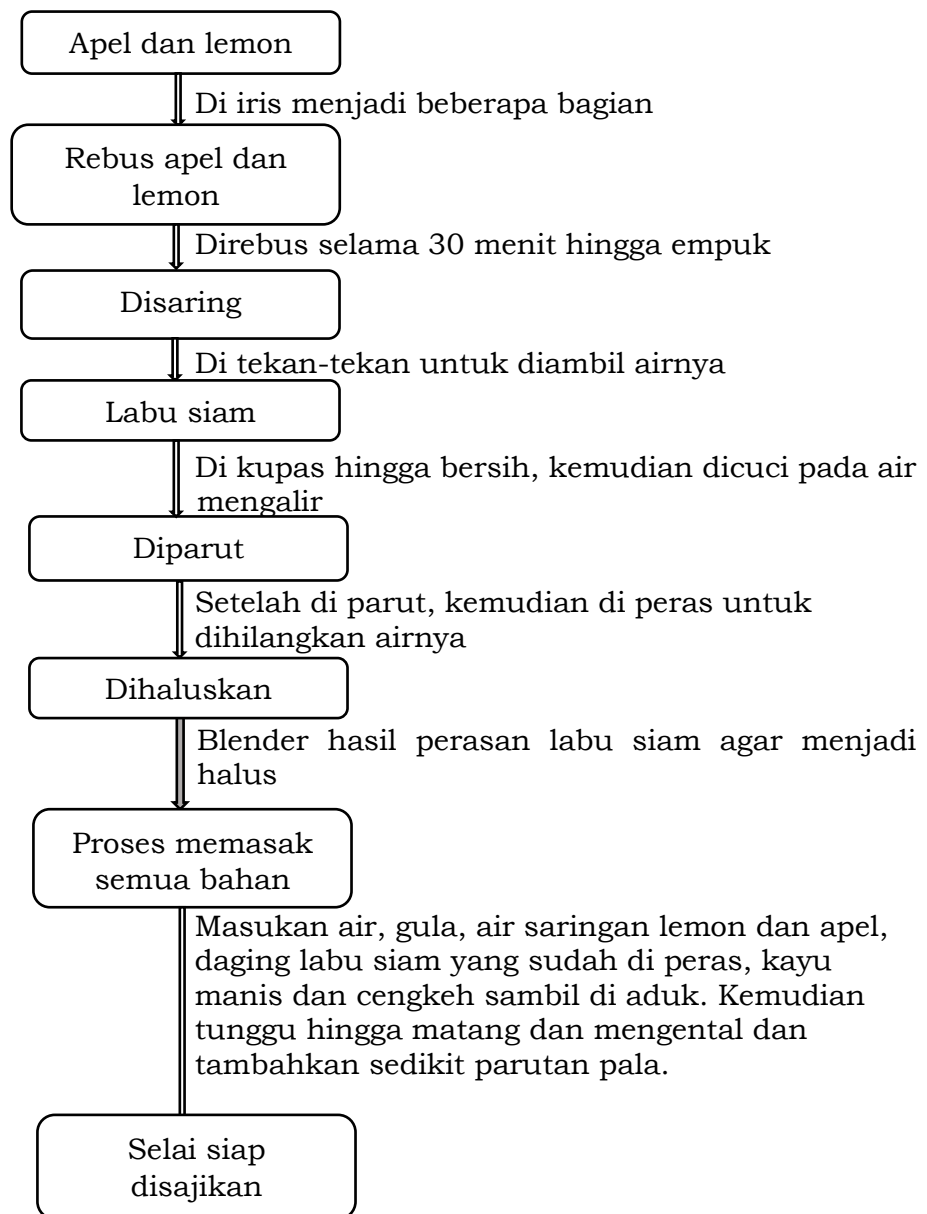 Apel dan lemon
Di iris menjadi beberapa bagian
Rebus apel dan
lemon
Direbus selama 30 menit hingga empuk
Disaring
Di tekan-tekan untuk diambil airnya
Labu siam
Di kupas hingga bersih, kemudian dicuci pada air
mengalir
Diparut
Setelah di parut, kemudian di peras untuk
dihilangkan airnya
Dihaluskan
Blender hasil perasan labu siam agar menjadi
halus
Proses memasak
semua bahan
Masukan air, gula, air saringan lemon dan apel,
daging labu siam yang sudah di peras, kayu
manis dan cengkeh sambil di aduk. Kemudian
tunggu hingga matang dan mengental dan
tambahkan sedikit parutan pala.
Selai siap
disajikan